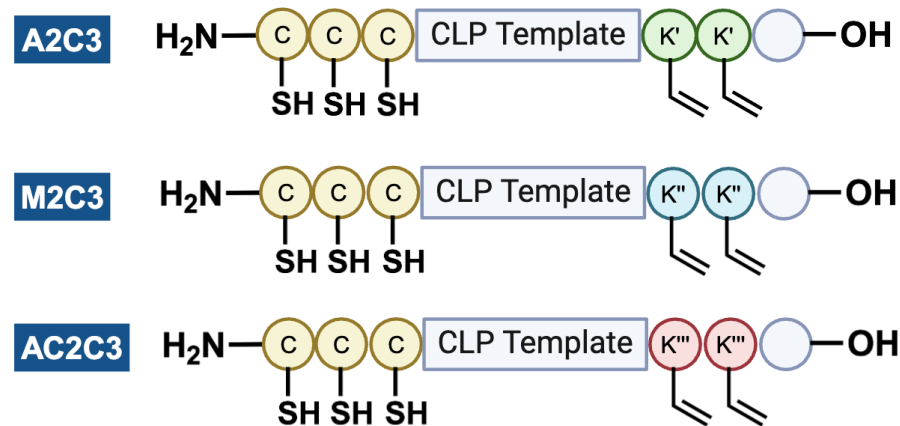 A2C3 H₂N C C C CLP Template K' K' OH
SH SH SH
M2C3 H₂N C C C CLP Template K" K" OH
SH SH SH
AC2C3 H₂N C C C CLP Template K''' K''' OH
SH SH SH